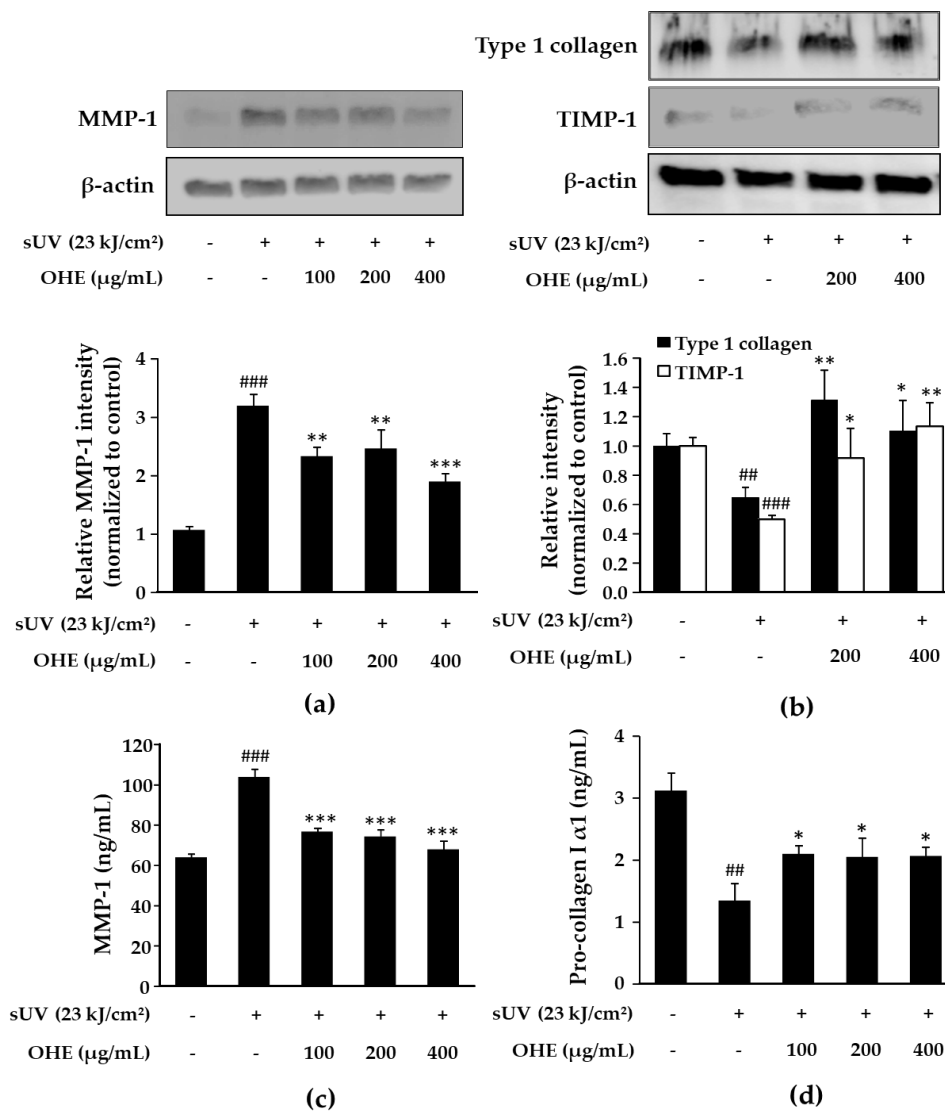 MMP-1
β-actin
sUV (23 kJ/cm²) - + + + +
OHE (μg/mL) - - 100 200 400
Relative MMP-1 intensity
(normalized to control)
4
3
2
1
0
###
**
**
***
sUV (23 kJ/cm²) - + + + +
OHE (μg/mL) - - 100 200 400
(a)
Type 1 collagen
TIMP-1
β-actin
sUV (23 kJ/cm²) - + + +
OHE (μg/mL) - - 200 400
Relative intensity
(normalized to control)
1.6
1.4
1.2
1.0
0.8
0.6
0.4
0.2
0.0
Type 1 collagen
TIMP-1
##
###
**
*
*
**
sUV (23 kJ/cm²) - + + +
OHE (μg/mL) - - 200 400
(b)
MMP-1 (ng/mL)
120
100
80
60
40
20
0
###
***
***
***
sUV (23 kJ/cm²) - + + + +
OHE (μg/mL) - - 100 200 400
(c)
Pro-collagen I α1 (ng/mL)
4
3
2
1
0
##
*
*
*
sUV (23 kJ/cm²) - + + + +
OHE (μg/mL) - - 100 200 400
(d)